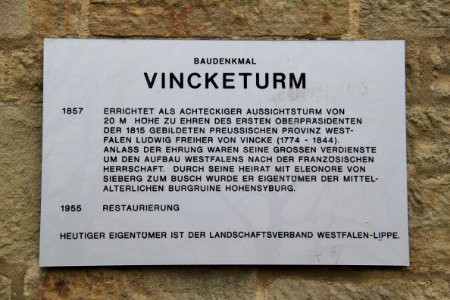 BAUDENKMAL
VINCKETURM
1857 ERRICHTET ALS ACHTECKIGER AUSSICHTSTURM VON
20 M HÖHE ZU EHREN DES ERSTEN OBERPRÄSIDENTEN
DER 1815 GEBILDETEN PREUSSISCHEN PROVINZ WEST-
FALEN LUDWIG FREIHER VON VINCKE (1774 - 1844).
ANLASS DER EHRUNG WAREN SEINE GROSSEN VERDIENSTE
UM DEN AUFBAU WESTFALENS NACH DER FRANZÖSISCHEN
HERRSCHAFT. DURCH SEINE HEIRAT MIT ELEONORE VON
SIEBERG ZUM BUSCH WURDE ER EIGENTÜMER DER MITTEL-
ALTERLICHEN BURGRUINE HOHENSYBURG.
1955 RESTAURIERUNG
HEUTIGER EIGENTÜMER IST DER LANDSCHAFTSVERBAND WESTFALEN-LIPPE.